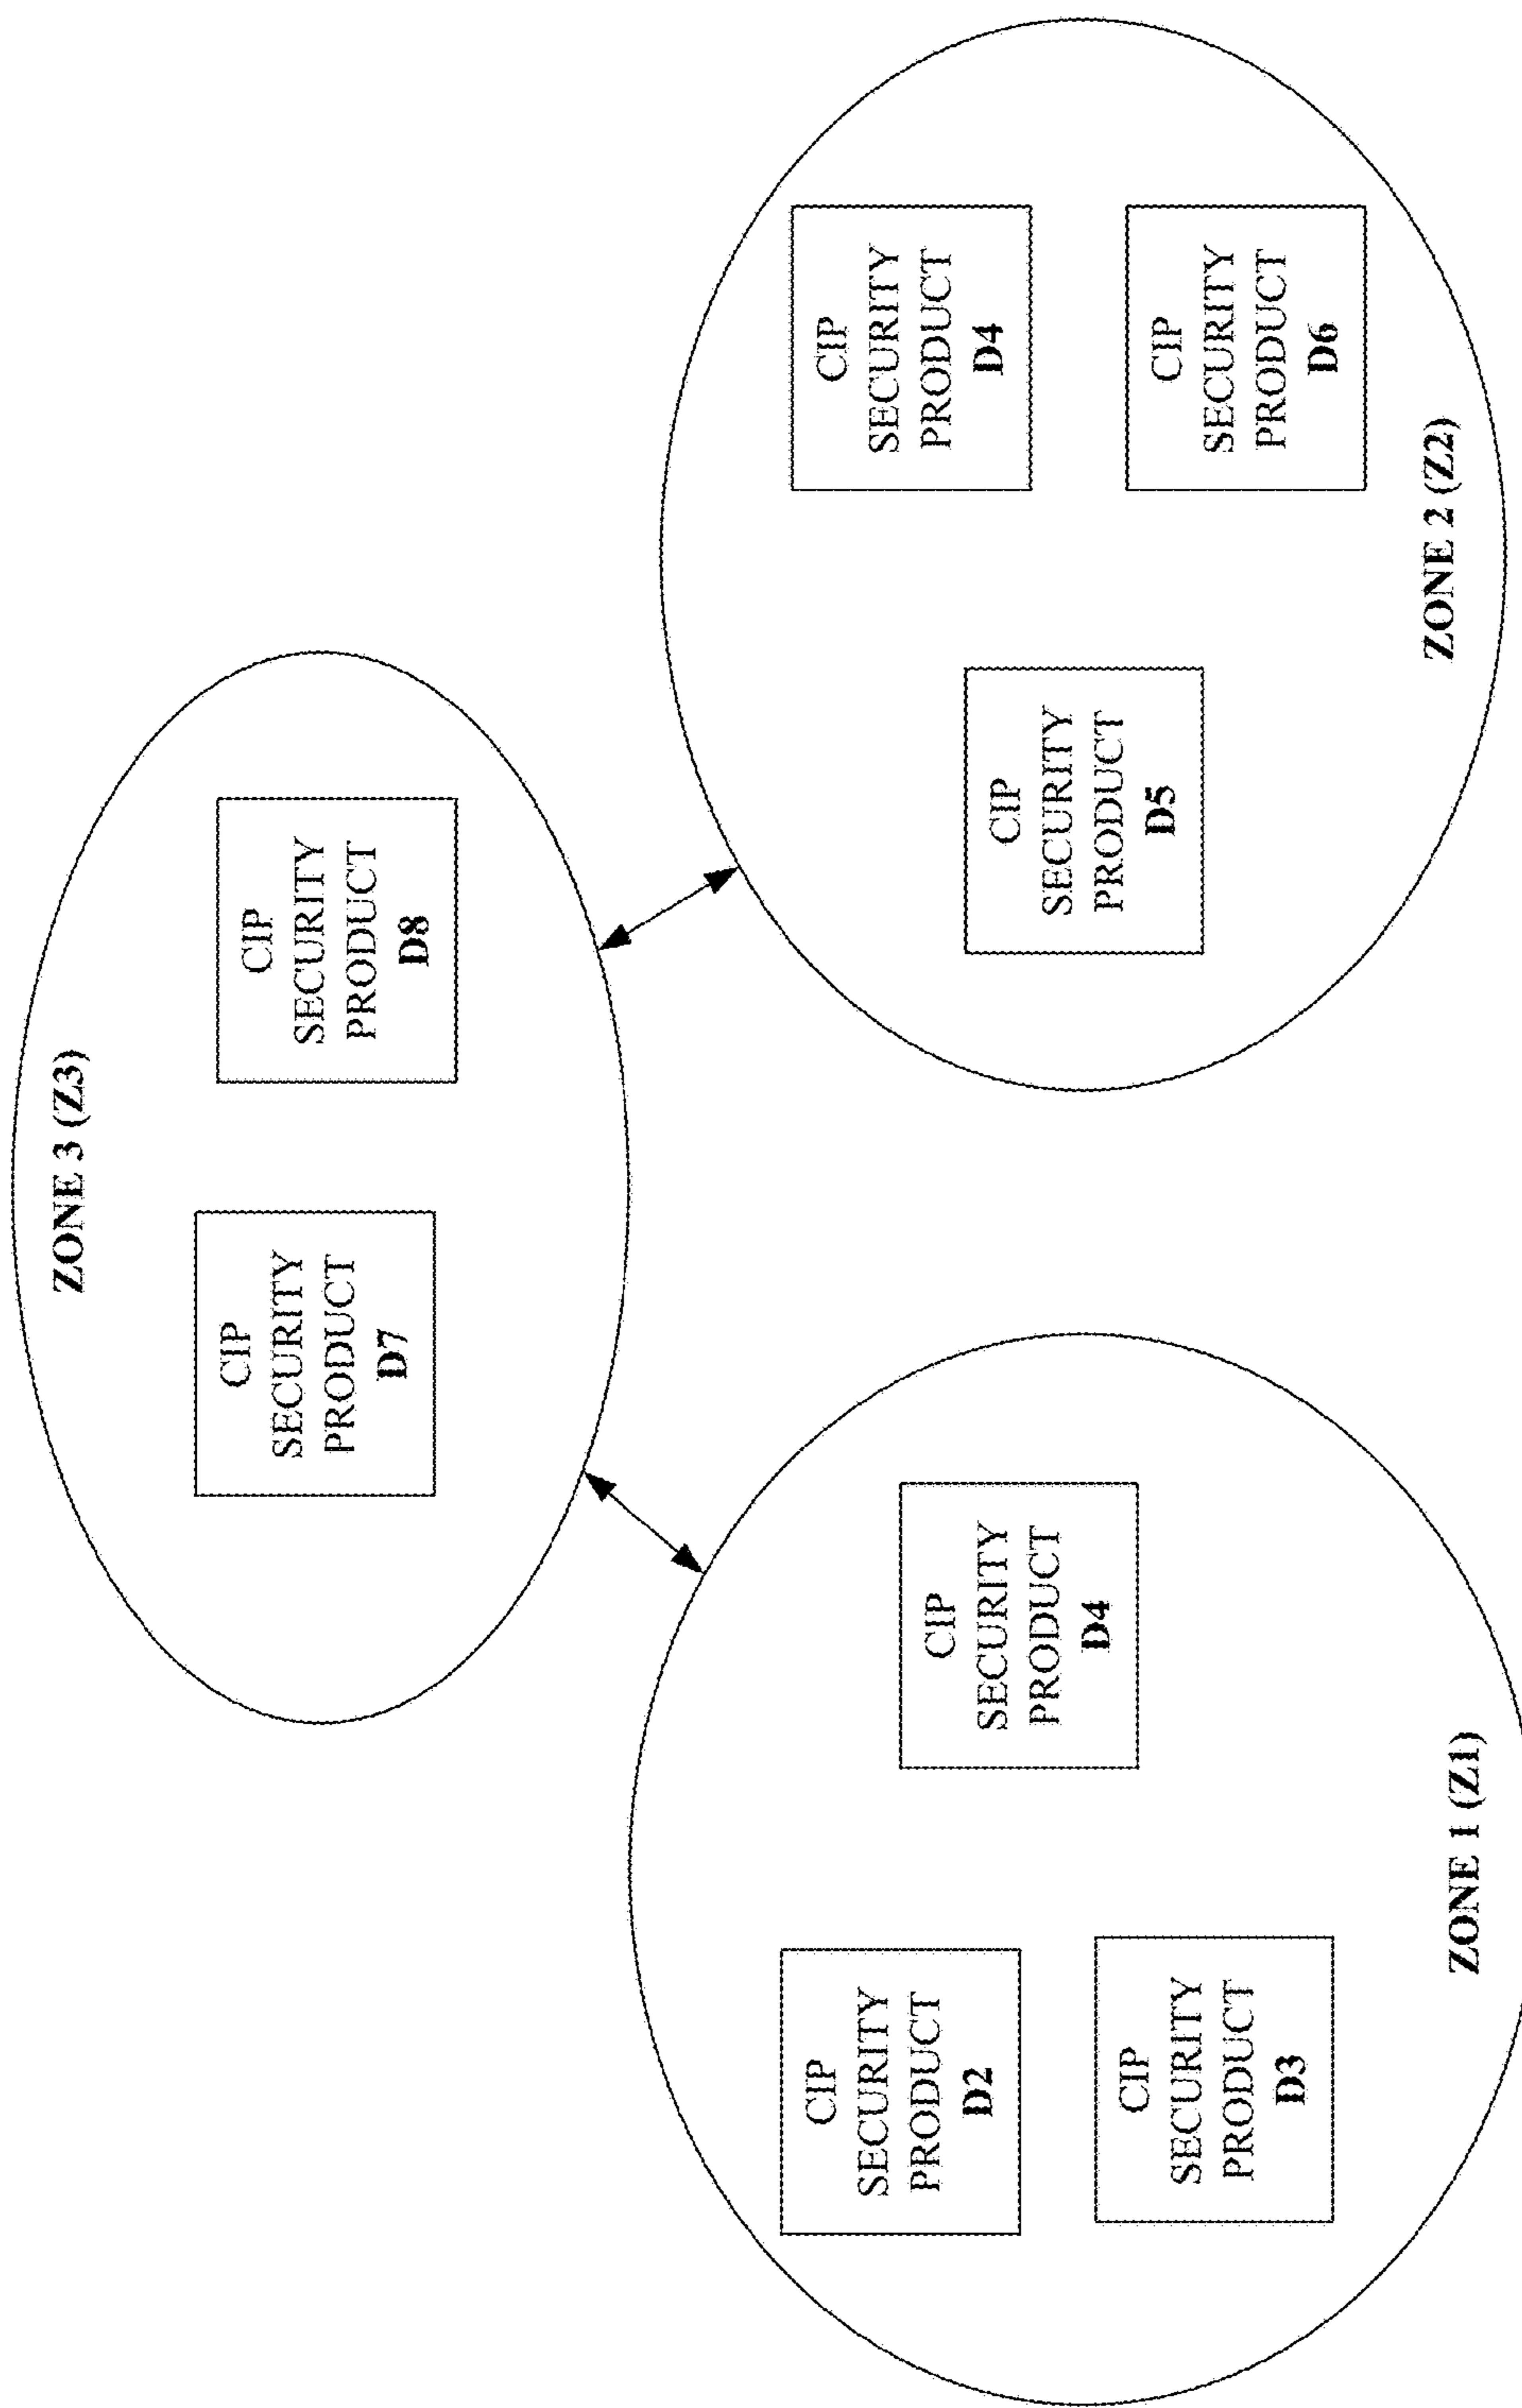 ZONE 3 (Z3)
CIP
SECURITY
PRODUCT
D7
CIP
SECURITY
PRODUCT
D8
CIP
SECURITY
PRODUCT
D2
CIP
SECURITY
PRODUCT
D3
CIP
SECURITY
PRODUCT
D4
ZONE 1 (Z1)
CIP
SECURITY
PRODUCT
D5
CIP
SECURITY
PRODUCT
D4
CIP
SECURITY
PRODUCT
D6
ZONE 2 (Z2)